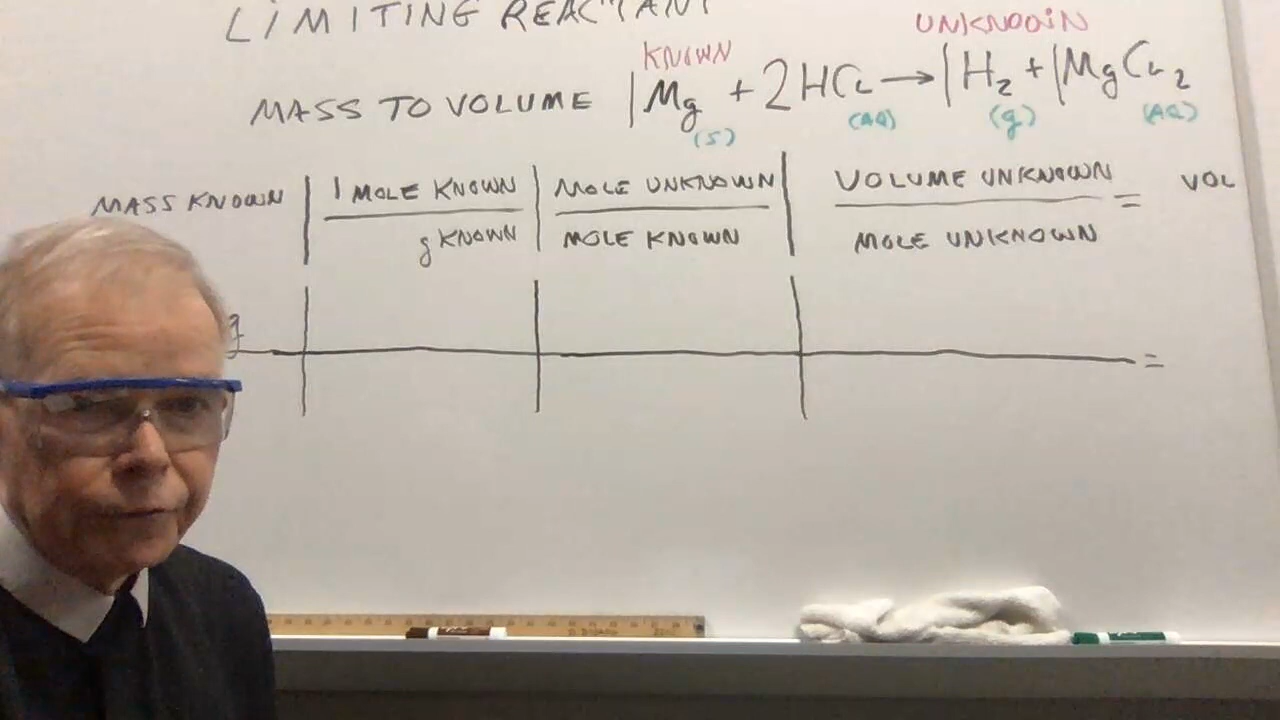 LIMITING REACTANT
KNOWN
UNKNOWN
MASS TO VOLUME 1Mg + 2HCL → 1H2 + 1MgCL2
(s) (AQ) (g) (AQ)
MASS KNOWN
1 MOLE KNOWN
g KNOWN
MOLE UNKNOWN
MOLE KNOWN
VOLUME UNKNOWN
MOLE UNKNOWN
= VOL
g
=